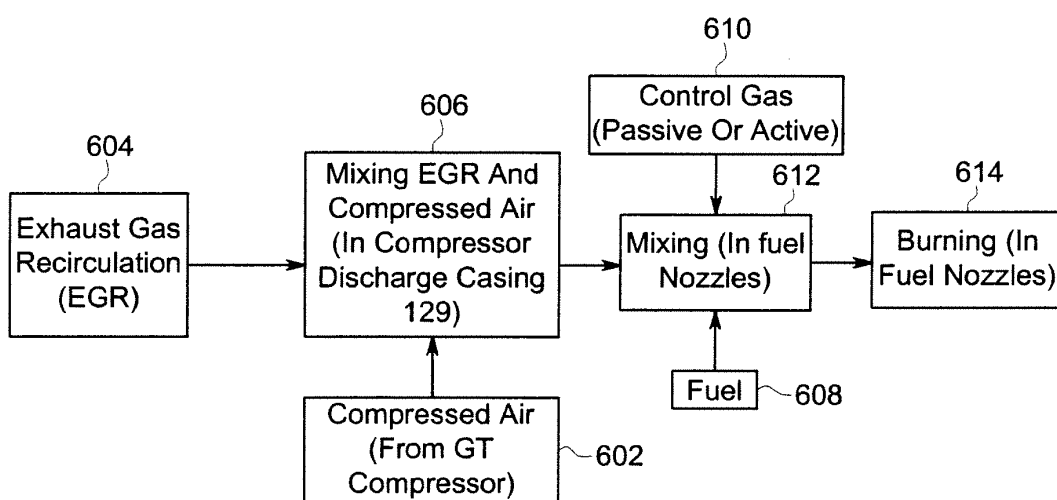 610
Control Gas
(Passive Or Active)
606
Mixing EGR And
Compressed Air
(In Compressor
Discharge Casing
129)
604
Exhaust Gas
Recirculation
(EGR)
612
Mixing (In fuel
Nozzles)
614
Burning (In
Fuel Nozzles)
Fuel
608
Compressed Air
(From GT
Compressor)
602